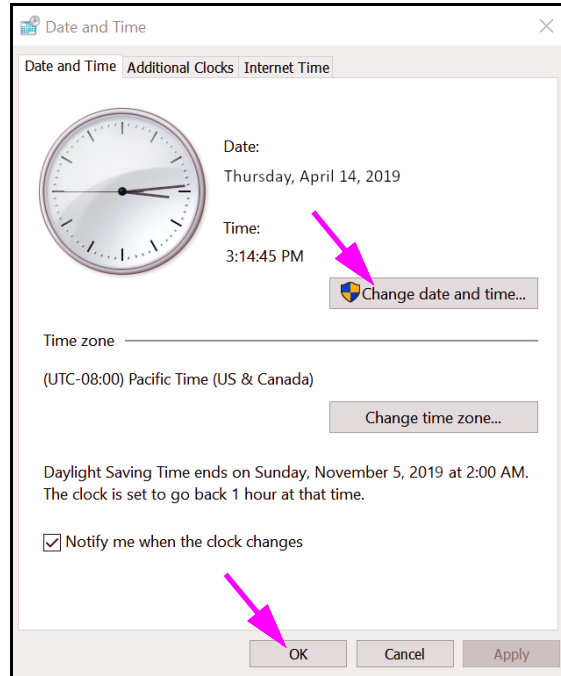 Date and Time
Date and Time Additional Clocks Internet Time
Date:
Thursday, April 14, 2019
Time:
3:14:45 PM
Change date and time...
Time zone
(UTC-08:00) Pacific Time (US & Canada)
Change time zone...
Daylight Saving Time ends on Sunday, November 5, 2019 at 2:00 AM.
The clock is set to go back 1 hour at that time.
Notify me when the clock changes
OK Cancel Apply